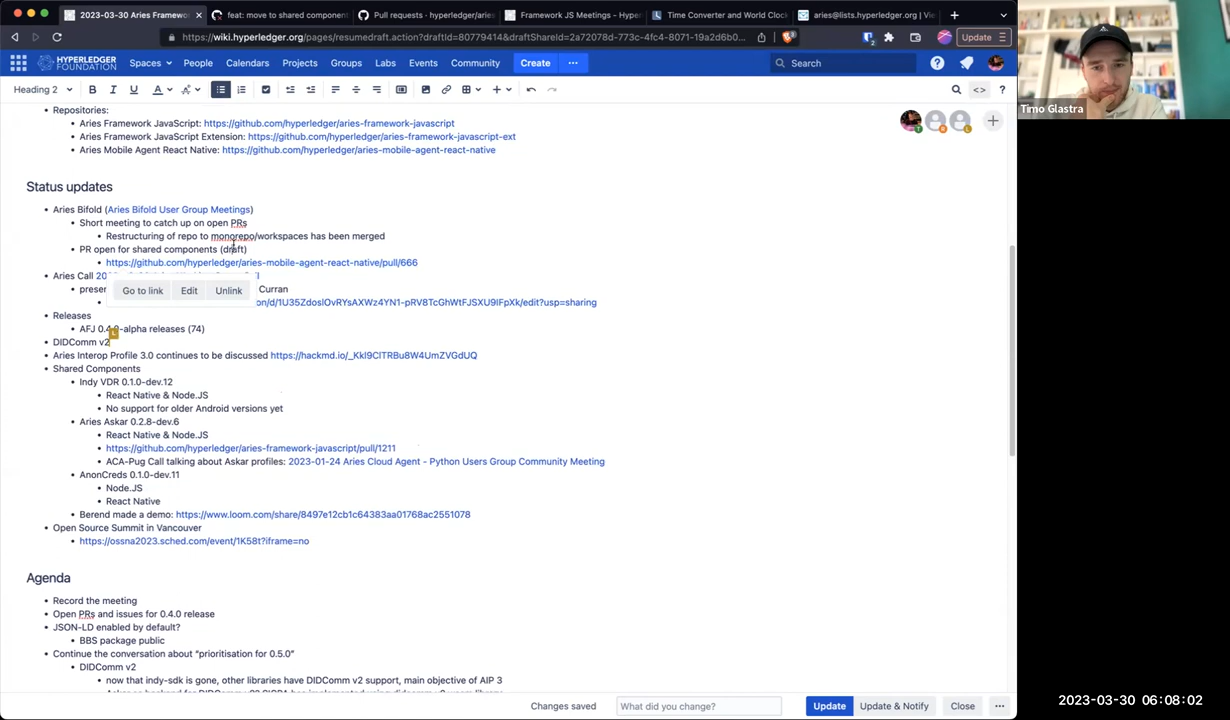 2023-03-30 Aries Framewor
feat: move to shared component
Pull requests · hyperledger/aries
Framework JS Meetings - Hyper
Time Converter and World Clock
aries@lists.hyperledger.org | Vie
https://wiki.hyperledger.org/pages/resumedraft.action?draftId=80779414&draftShareId=2a72078d-773c-4fc4-8071-19a2d6b0...
Update
HYPERLEDGER
FOUNDATION
Spaces
People
Calendars
Projects
Groups
Labs
Events
Community
Create
Search
Heading 2
Repositories:
Aries Framework JavaScript: https://github.com/hyperledger/aries-framework-javascript
Aries Framework JavaScript Extension: https://github.com/hyperledger/aries-framework-javascript-ext
Aries Mobile Agent React Native: https://github.com/hyperledger/aries-mobile-agent-react-native
Status updates
Aries Bifold (Aries Bifold User Group Meetings)
Short meeting to catch up on open PRs
Restructuring of repo to monorepo/workspaces has been merged
PR open for shared components (draft)
https://github.com/hyperledger/aries-mobile-agent-react-native/pull/666
Aries Call
Curran
Go to link
Edit
Unlink
on/d/1U35ZdoslOvRYsAXWz4YN1-pRV8TcGhWtFJSXU9lFpXk/edit?usp=sharing
Releases
AFJ 0.4.0-alpha releases (74)
L
DIDComm v2
Aries Interop Profile 3.0 continues to be discussed https://hackmd.io/_KkI9ClTRBu8W4UmZVGdUQ
Shared Components
Indy VDR 0.1.0-dev.12
React Native & Node.JS
No support for older Android versions yet
Aries Askar 0.2.8-dev.6
React Native & Node.JS
https://github.com/hyperledger/aries-framework-javascript/pull/1211
ACA-Pug Call talking about Askar profiles: 2023-01-24 Aries Cloud Agent - Python Users Group Community Meeting
AnonCreds 0.1.0-dev.11
Node.JS
React Native
Berend made a demo: https://www.loom.com/share/8497e12cb1c64383aa01768ac2551078
Open Source Summit in Vancouver
https://ossna2023.sched.com/event/1K58t?iframe=no
Agenda
Record the meeting
Open PRs and issues for 0.4.0 release
JSON-LD enabled by default?
BBS package public
Continue the conversation about “prioritisation for 0.5.0”
DIDComm v2
now that indy-sdk is gone, other libraries have DIDComm v2 support, main objective of AIP 3
Changes saved
What did you change?
Update
Update & Notify
Close
Timo Glastra
2023-03-30 06:08:02